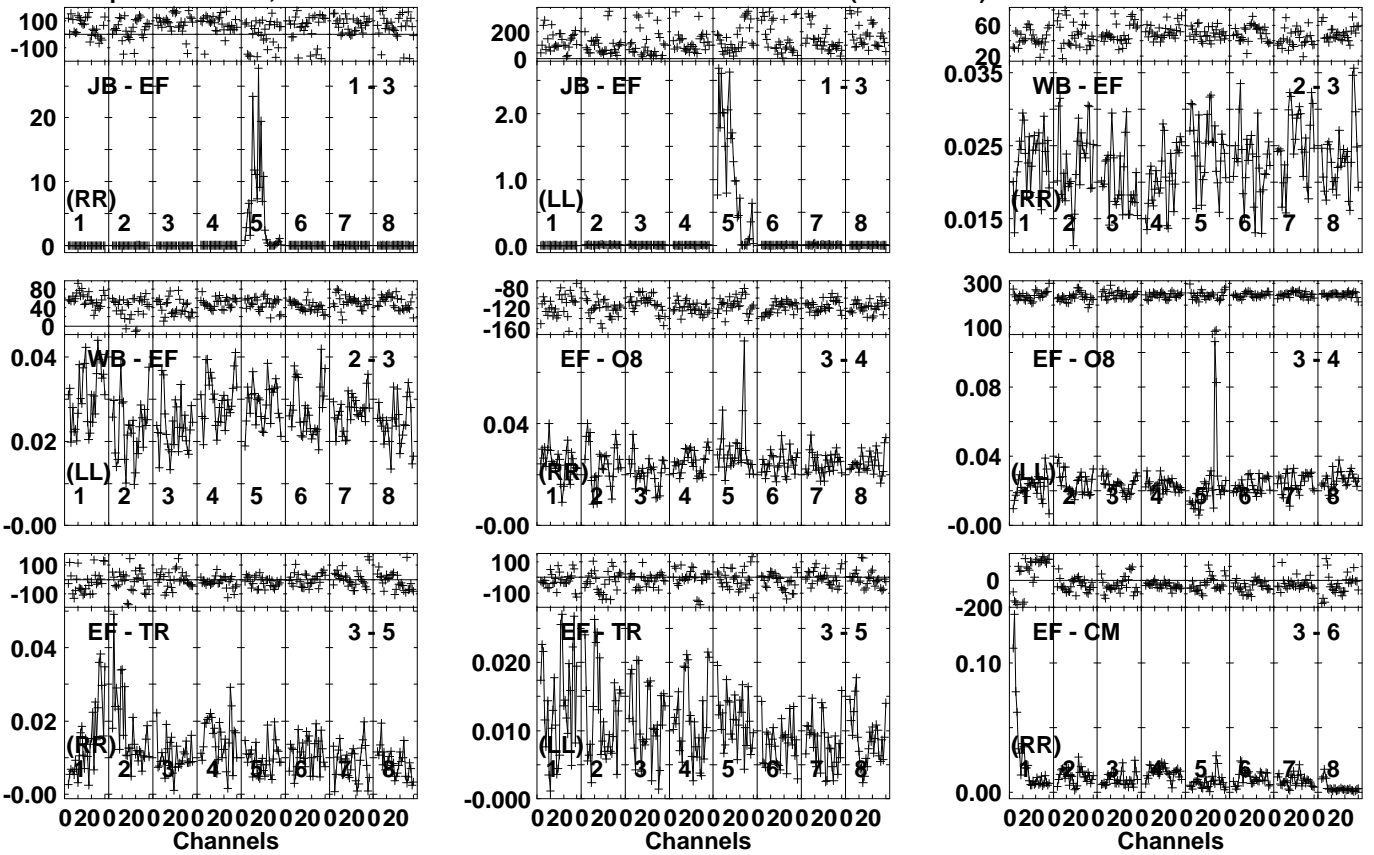 100
-100
JB - EF 1 - 3
20
10
0
(RR)
1 2 3 4 5 6 7 8
200
0
JB - EF 1 - 3
2.0
1.0
0.0
(LL)
1 2 3 4 5 6 7 8
60
20
WB - EF 2 - 3
0.035
0.025
0.015
(RR)
1 2 3 4 5 6 7 8
80
40
0
WB - EF 2 - 3
0.04
0.02
-0.00
(LL)
1 2 3 4 5 6 7 8
-80
-120
-160
EF - O8 3 - 4
0.04
-0.00
(RR)
1 2 3 4 5 6 7 8
300
100
EF - O8 3 - 4
0.08
0.04
-0.00
(LL)
1 2 3 4 5 6 7 8
100
-100
EF - TR 3 - 5
0.04
0.02
-0.00
(RR)
1 2 3 4 5 6 7 8
0 20 0 20 0 20 0 20 0 20 0 20 0 20 0 20
Channels
100
-100
EF - TR 3 - 5
0.020
0.010
-0.000
(LL)
1 2 3 4 5 6 7 8
0 20 0 20 0 20 0 20 0 20 0 20 0 20 0 20
Channels
0
-200
EF - CM 3 - 6
0.10
0.00
(RR)
1 2 3 4 5 6 7 8
0 20 0 20 0 20 0 20 0 20 0 20 0 20 0 20
Channels